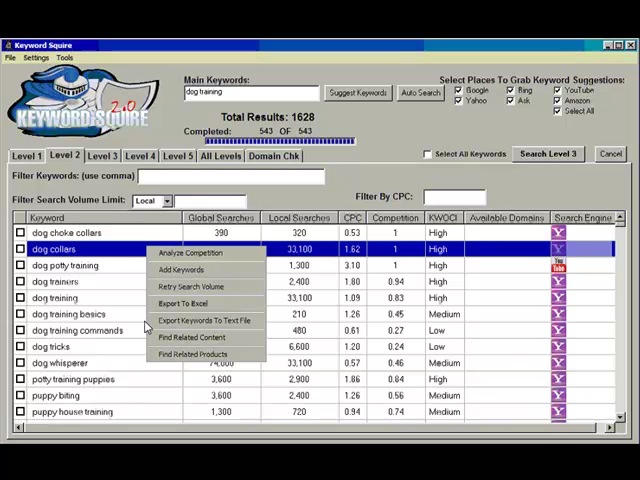 Keyword Squire
File Settings Tools
KEYWORD SQUIRE 2.0
Main Keywords:
dog training
Suggest Keywords
Auto Search
Total Results: 1628
Completed: 543 OF 543
Select Places To Grab Keyword Suggestions:
Google Bing YouTube
Yahoo Ask Amazon
Select All
Level 1 Level 2 Level 3 Level 4 Level 5 All Levels Domain Chk
Select All Keywords
Search Level 3
Cancel
Filter Keywords: (use comma)
Filter Search Volume Limit: Local
Filter By CPC:
Keyword Global Searches Local Searches CPC Competition KWOCI Available Domains Search Engine
dog choke collars 390 320 0.53 1 High
dog collars 33,100 1.62 1 High
dog potty training 1,300 3.10 1 High You Tube
dog trainers 2,400 1.80 0.94 High
dog training 33,100 1.09 0.83 High
dog training basics 110 0.26 0.45 Medium
dog training commands 480 0.61 0.27 Low
dog tricks 6,600 1.20 0.24 Low
dog whisperer 74,000 33,100 0.57 0.46 Medium
potty training puppies 3,600 2,900 1.86 0.84 High
puppy biting 3,600 2,400 1.26 0.56 Medium
puppy house training 1,300 720 0.94 0.74 Medium
Analyze Competition
Add Keywords
Retry Search Volume
Export To Excel
Export Keywords To Text File
Find Related Content
Find Related Products